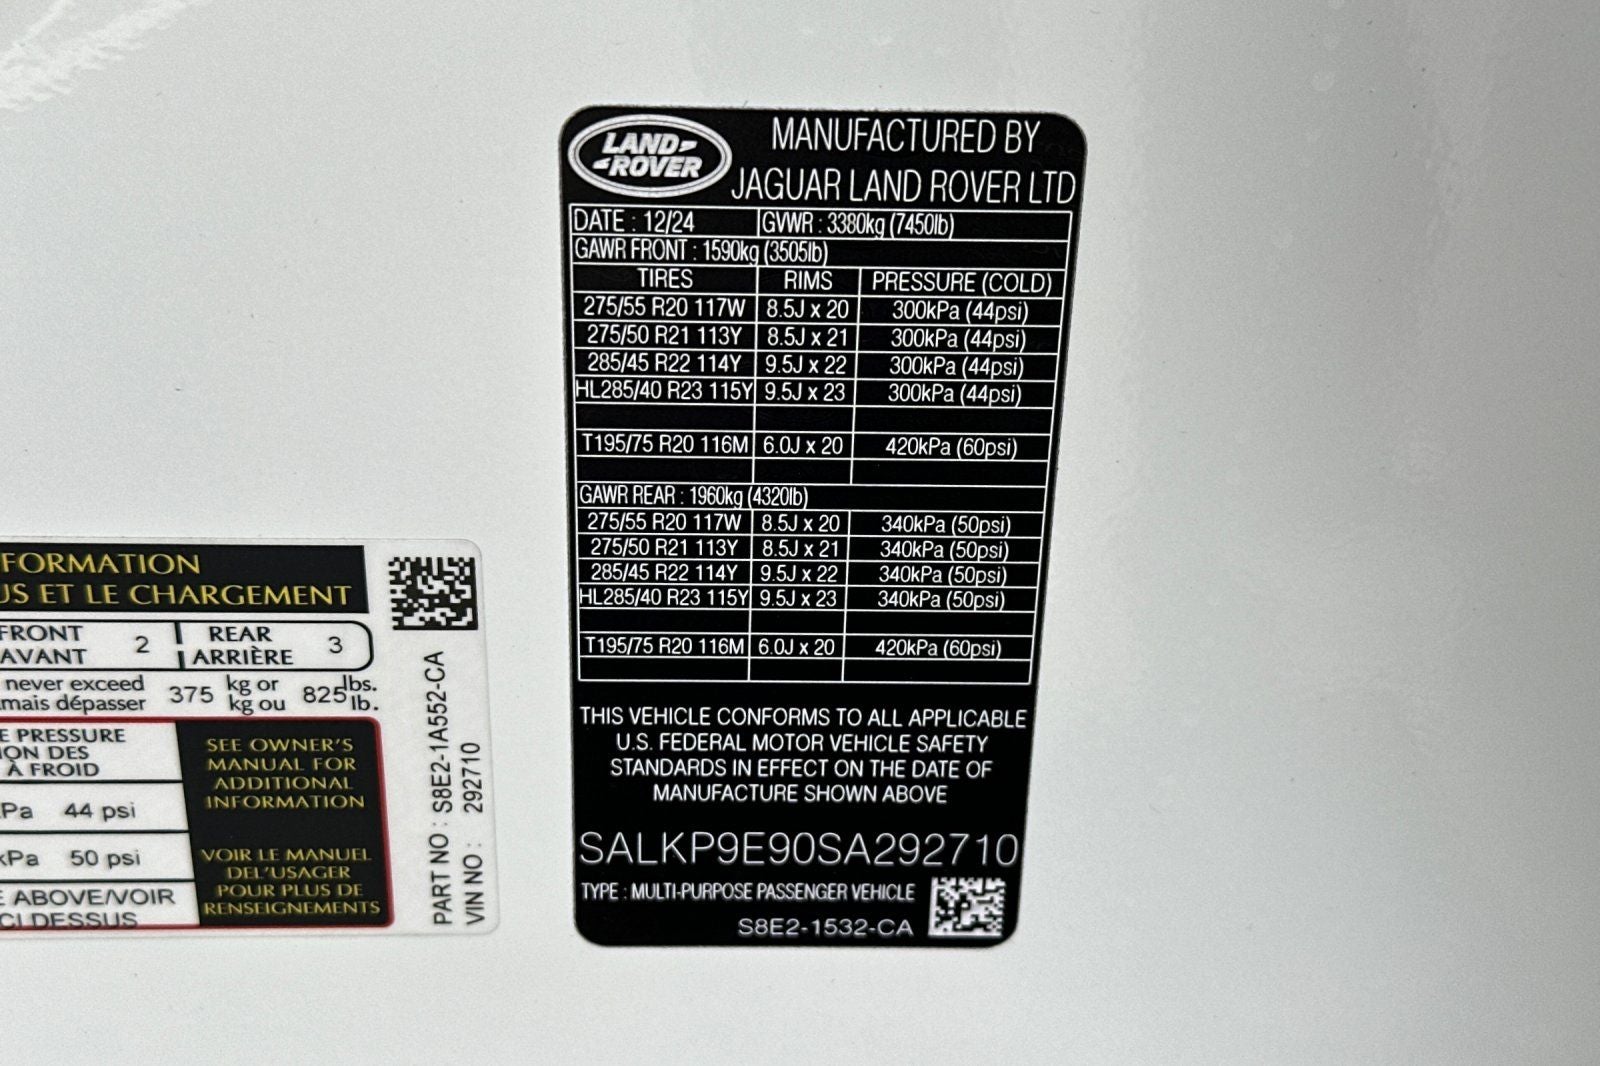 LAND
ROVER
MANUFACTURED BY
JAGUAR LAND ROVER LTD
DATE : 12/24 GVWR : 3380kg (7450lb)
GAWR FRONT : 1590kg (3505lb)
TIRES RIMS PRESSURE (COLD)
275/55 R20 117W 8.5J x 20 300kPa (44psi)
275/50 R21 113Y 8.5J x 21 300kPa (44psi)
285/45 R22 114Y 9.5J x 22 300kPa (44psi)
HL285/40 R23 115Y 9.5J x 23 300kPa (44psi)
T195/75 R20 116M 6.0J x 20 420kPa (60psi)
GAWR REAR : 1960kg (4320lb)
275/55 R20 117W 8.5J x 20 340kPa (50psi)
275/50 R21 113Y 8.5J x 21 340kPa (50psi)
285/45 R22 114Y 9.5J x 22 340kPa (50psi)
HL285/40 R23 115Y 9.5J x 23 340kPa (50psi)
T195/75 R20 116M 6.0J x 20 420kPa (60psi)
THIS VEHICLE CONFORMS TO ALL APPLICABLE
U.S. FEDERAL MOTOR VEHICLE SAFETY
STANDARDS IN EFFECT ON THE DATE OF
MANUFACTURE SHOWN ABOVE
SALKP9E90SA292710
TYPE : MULTI-PURPOSE PASSENGER VEHICLE
S8E2-1532-CA
FORMATION
US ET LE CHARGEMENT
FRONT 2 REAR 3
AVANT ARRIÈRE
never exceed 375 kg or 825 lbs.
mais dépasser kg ou lb.
E PRESSURE
ION DES
À FROID
Pa 44 psi
kPa 50 psi
E ABOVE/VOIR
CI DESSUS
SEE OWNER'S
MANUAL FOR
ADDITIONAL
INFORMATION
VOIR LE MANUEL
DEL'USAGER
POUR PLUS DE
RENSEIGNEMENTS
PART NO : S8E2-1A552-CA
VIN NO : 292710